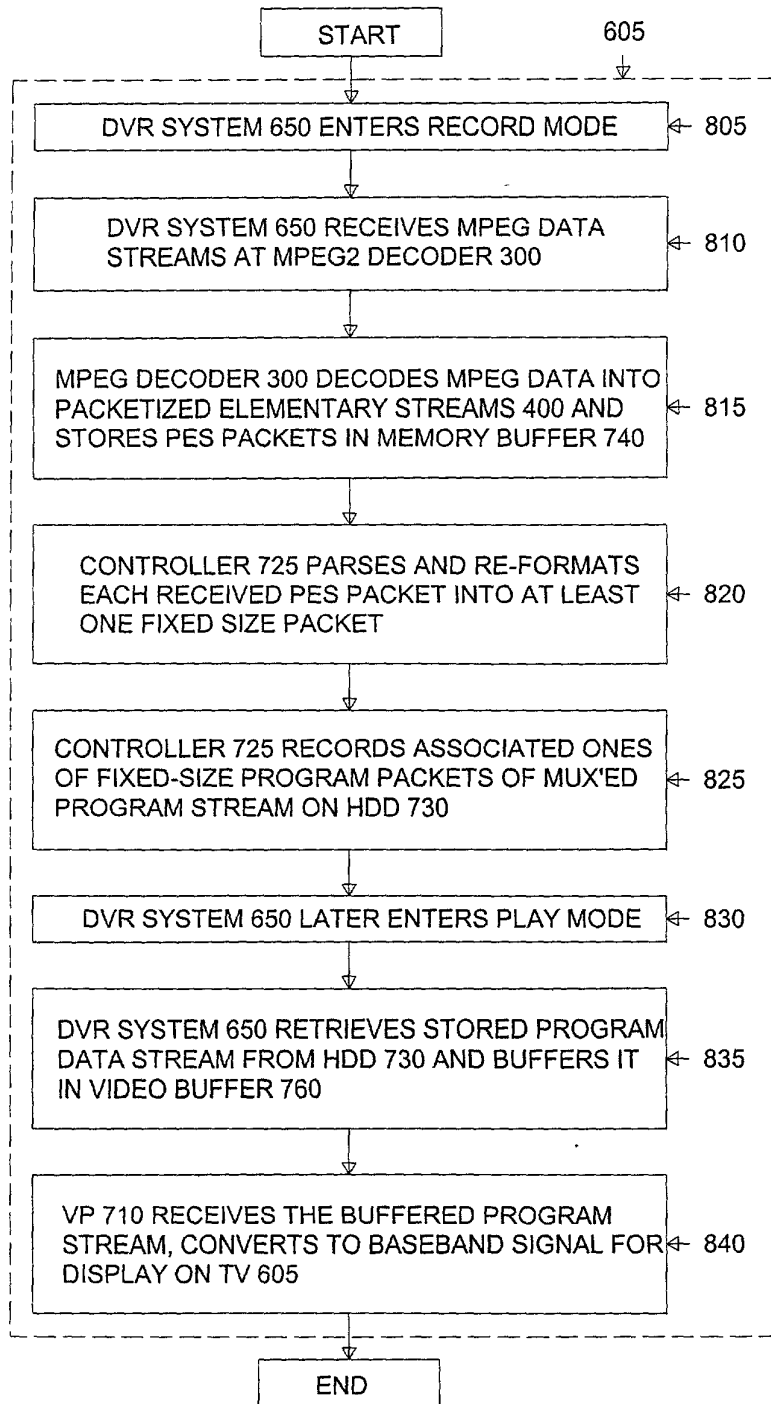 START
605
DVR SYSTEM 650 ENTERS RECORD MODE
805
DVR SYSTEM 650 RECEIVES MPEG DATA
STREAMS AT MPEG2 DECODER 300
810
MPEG DECODER 300 DECODES MPEG DATA INTO
PACKETIZED ELEMENTARY STREAMS 400 AND
STORES PES PACKETS IN MEMORY BUFFER 740
815
CONTROLLER 725 PARSES AND RE-FORMATS
EACH RECEIVED PES PACKET INTO AT LEAST
ONE FIXED SIZE PACKET
820
CONTROLLER 725 RECORDS ASSOCIATED ONES
OF FIXED-SIZE PROGRAM PACKETS OF MUX'ED
PROGRAM STREAM ON HDD 730
825
DVR SYSTEM 650 LATER ENTERS PLAY MODE
830
DVR SYSTEM 650 RETRIEVES STORED PROGRAM
DATA STREAM FROM HDD 730 AND BUFFERS IT
IN VIDEO BUFFER 760
835
VP 710 RECEIVES THE BUFFERED PROGRAM
STREAM, CONVERTS TO BASEBAND SIGNAL FOR
DISPLAY ON TV 605
840
END